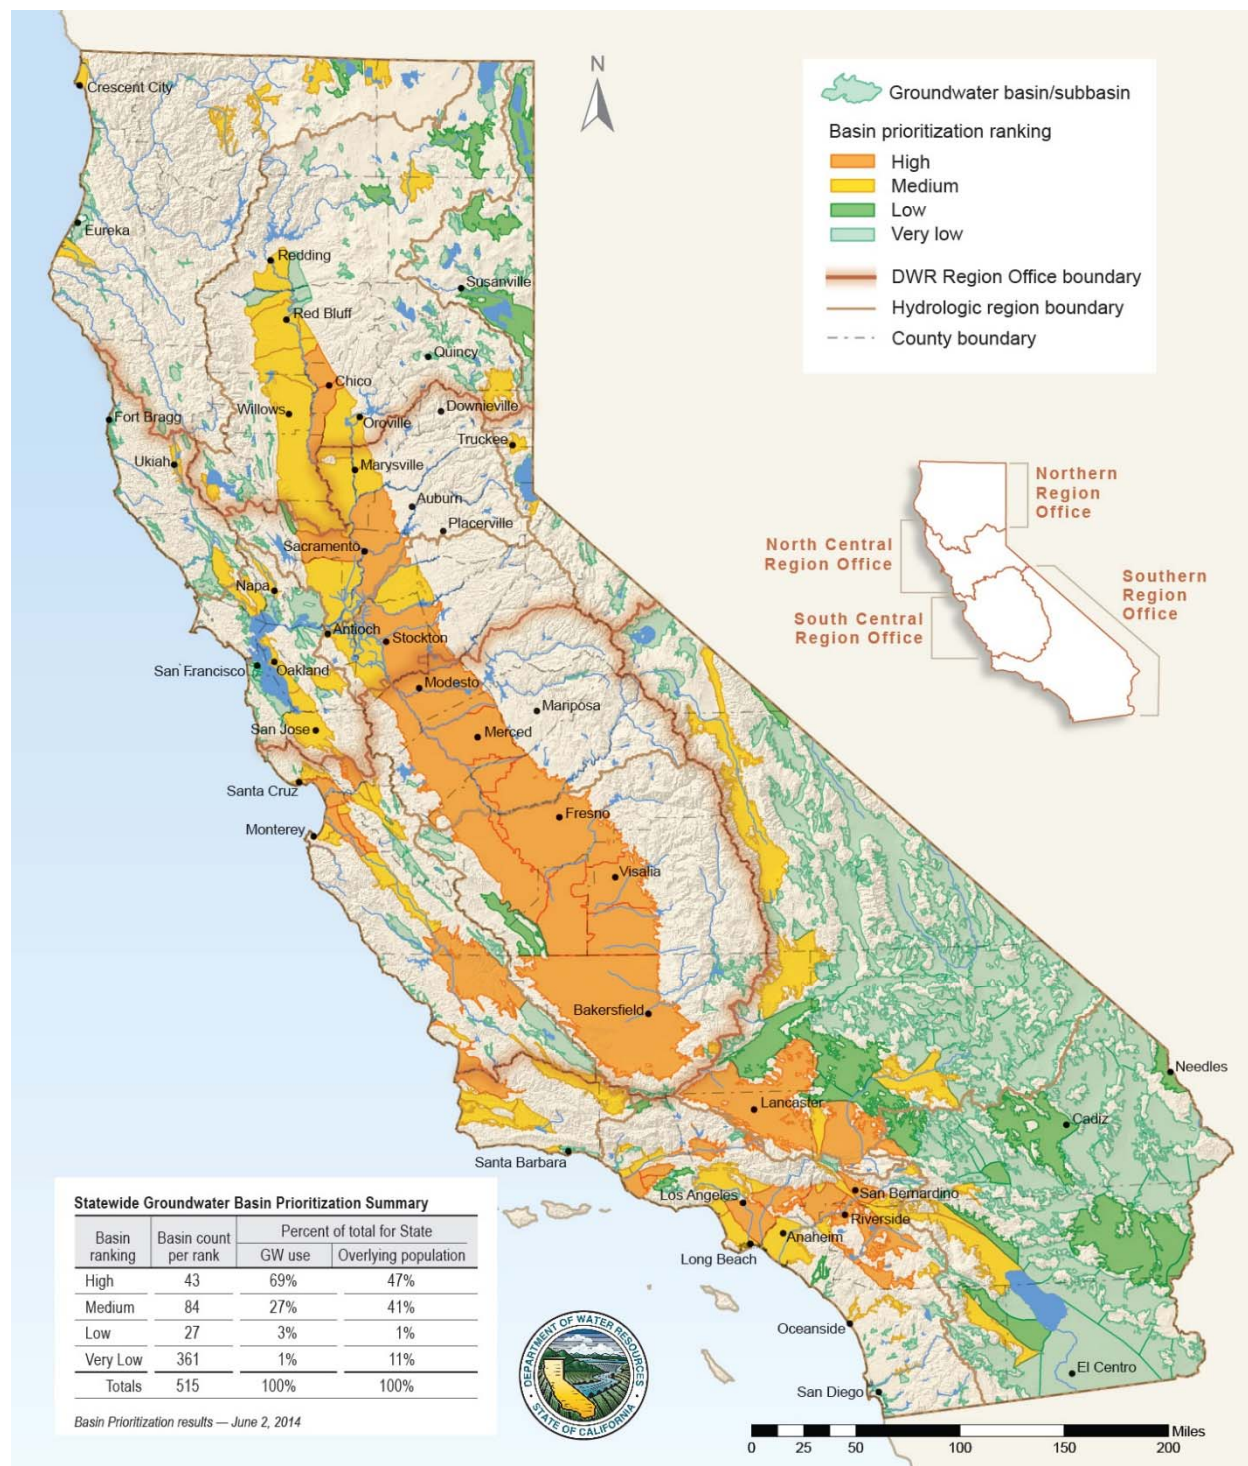 N
Groundwater basin/subbasin
Basin prioritization ranking
High
Medium
Low
Very low
DWR Region Office boundary
Hydrologic region boundary
County boundary
Crescent City
Eureka
Redding
Susanville
Red Bluff
Quincy
Chico
Willows
Downieville
Fort Bragg
Oroville
Truckee
Ukiah
Marysville
Auburn
Placerville
Sacramento
Napa
Antioch
Stockton
San Francisco
Oakland
Modesto
Mariposa
San Jose
Merced
Santa Cruz
Fresno
Monterey
Visalia
Bakersfield
Needles
Lancaster
Cadiz
Santa Barbara
Los Angeles
San Bernardino
Riverside
Anaheim
Long Beach
Oceanside
El Centro
San Diego
Northern
Region
Office
North Central
Region Office
Southern
Region
Office
South Central
Region Office
Statewide Groundwater Basin Prioritization Summary
Basin ranking Basin count per rank Percent of total for State
GW use Overlying population
High 43 69% 47%
Medium 84 27% 41%
Low 27 3% 1%
Very Low 361 1% 11%
Totals 515 100% 100%
Basin Prioritization results — June 2, 2014
DEPARTMENT OF WATER RESOURCES
STATE OF CALIFORNIA
Miles
0 25 50 100 150 200